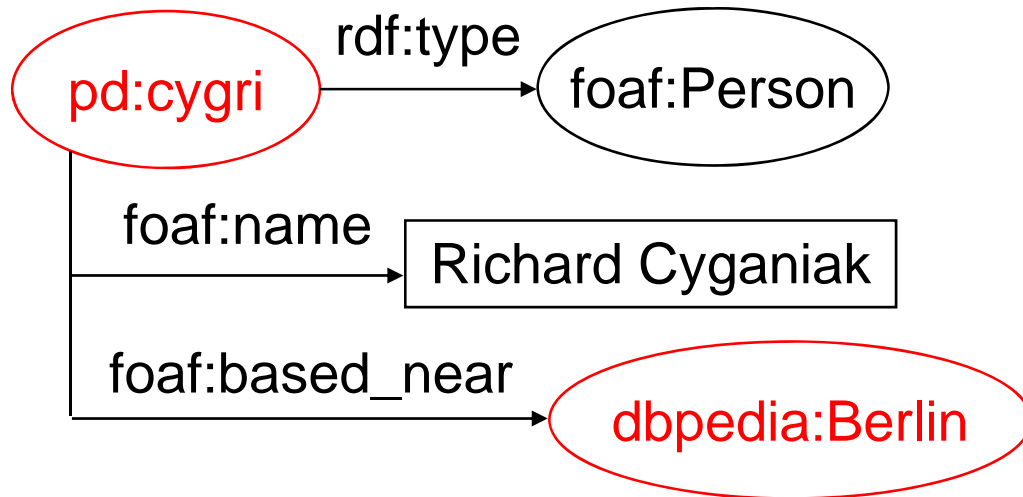 rdf:type
pd:cygri
foaf:Person
foaf:name
Richard Cyganiak
foaf:based_near
dbpedia:Berlin